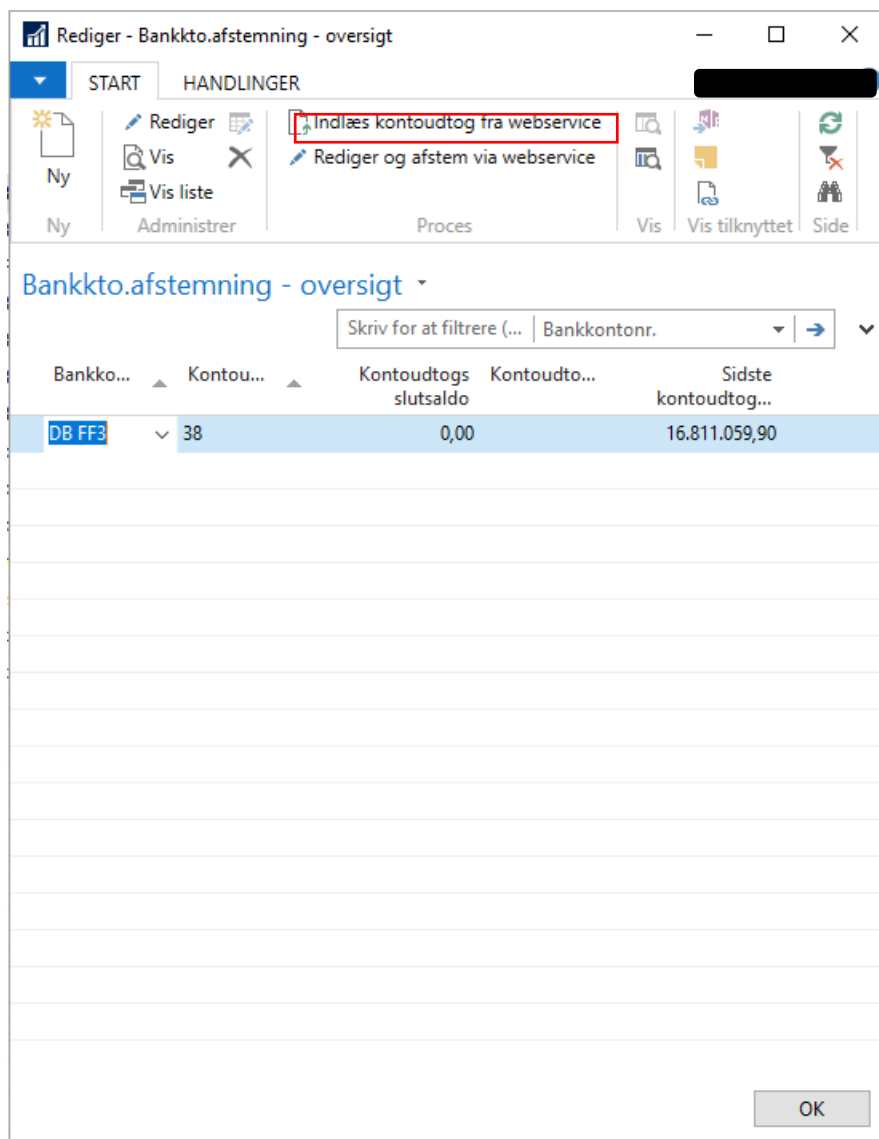 Rediger - Bankkto.afstemning - oversigt
START HANDLINGER
Ny
Rediger
Vis
Vis liste
Indlæs kontoudtog fra webservice
Rediger og afstem via webservice
Ny Administrer Proces Vis Vis tilknyttet Side
Bankkto.afstemning - oversigt
Skriv for at filtrere (... Bankkontonr.
Bankko... Kontou... Kontoudtogs slutsaldo Kontoudto... Sidste kontoudtog...
DB FF3 38 0,00 16.811.059,90
OK